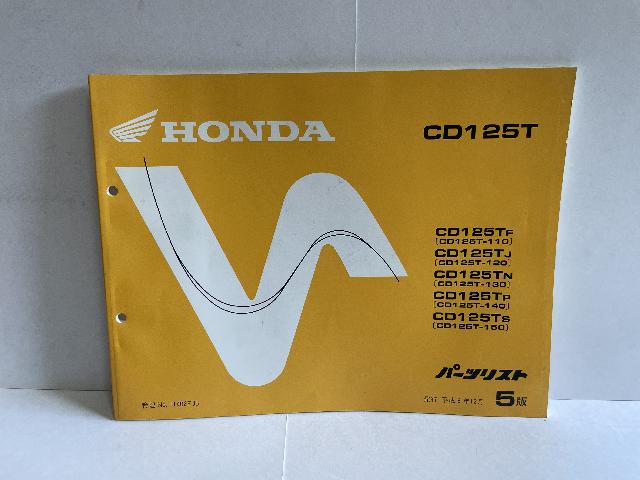 HONDA
CD125T
CD125TF
(CD125T-110)
CD125TJ
(CD125T-120)
CD125TN
(CD125T-130)
CD125TP
(CD125T-140)
CD125TS
(CD125T-150)
パーツリスト
5版